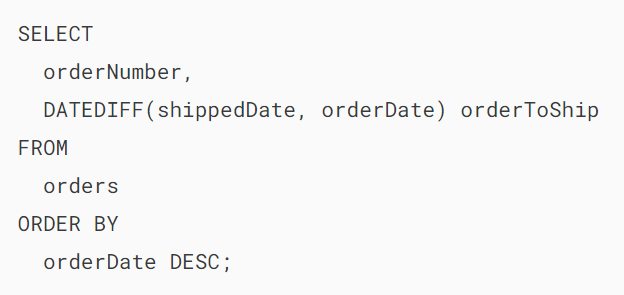 SELECT
  orderNumber,
  DATEDIFF(shippedDate, orderDate) orderToShip
FROM
  orders
ORDER BY
  orderDate DESC;